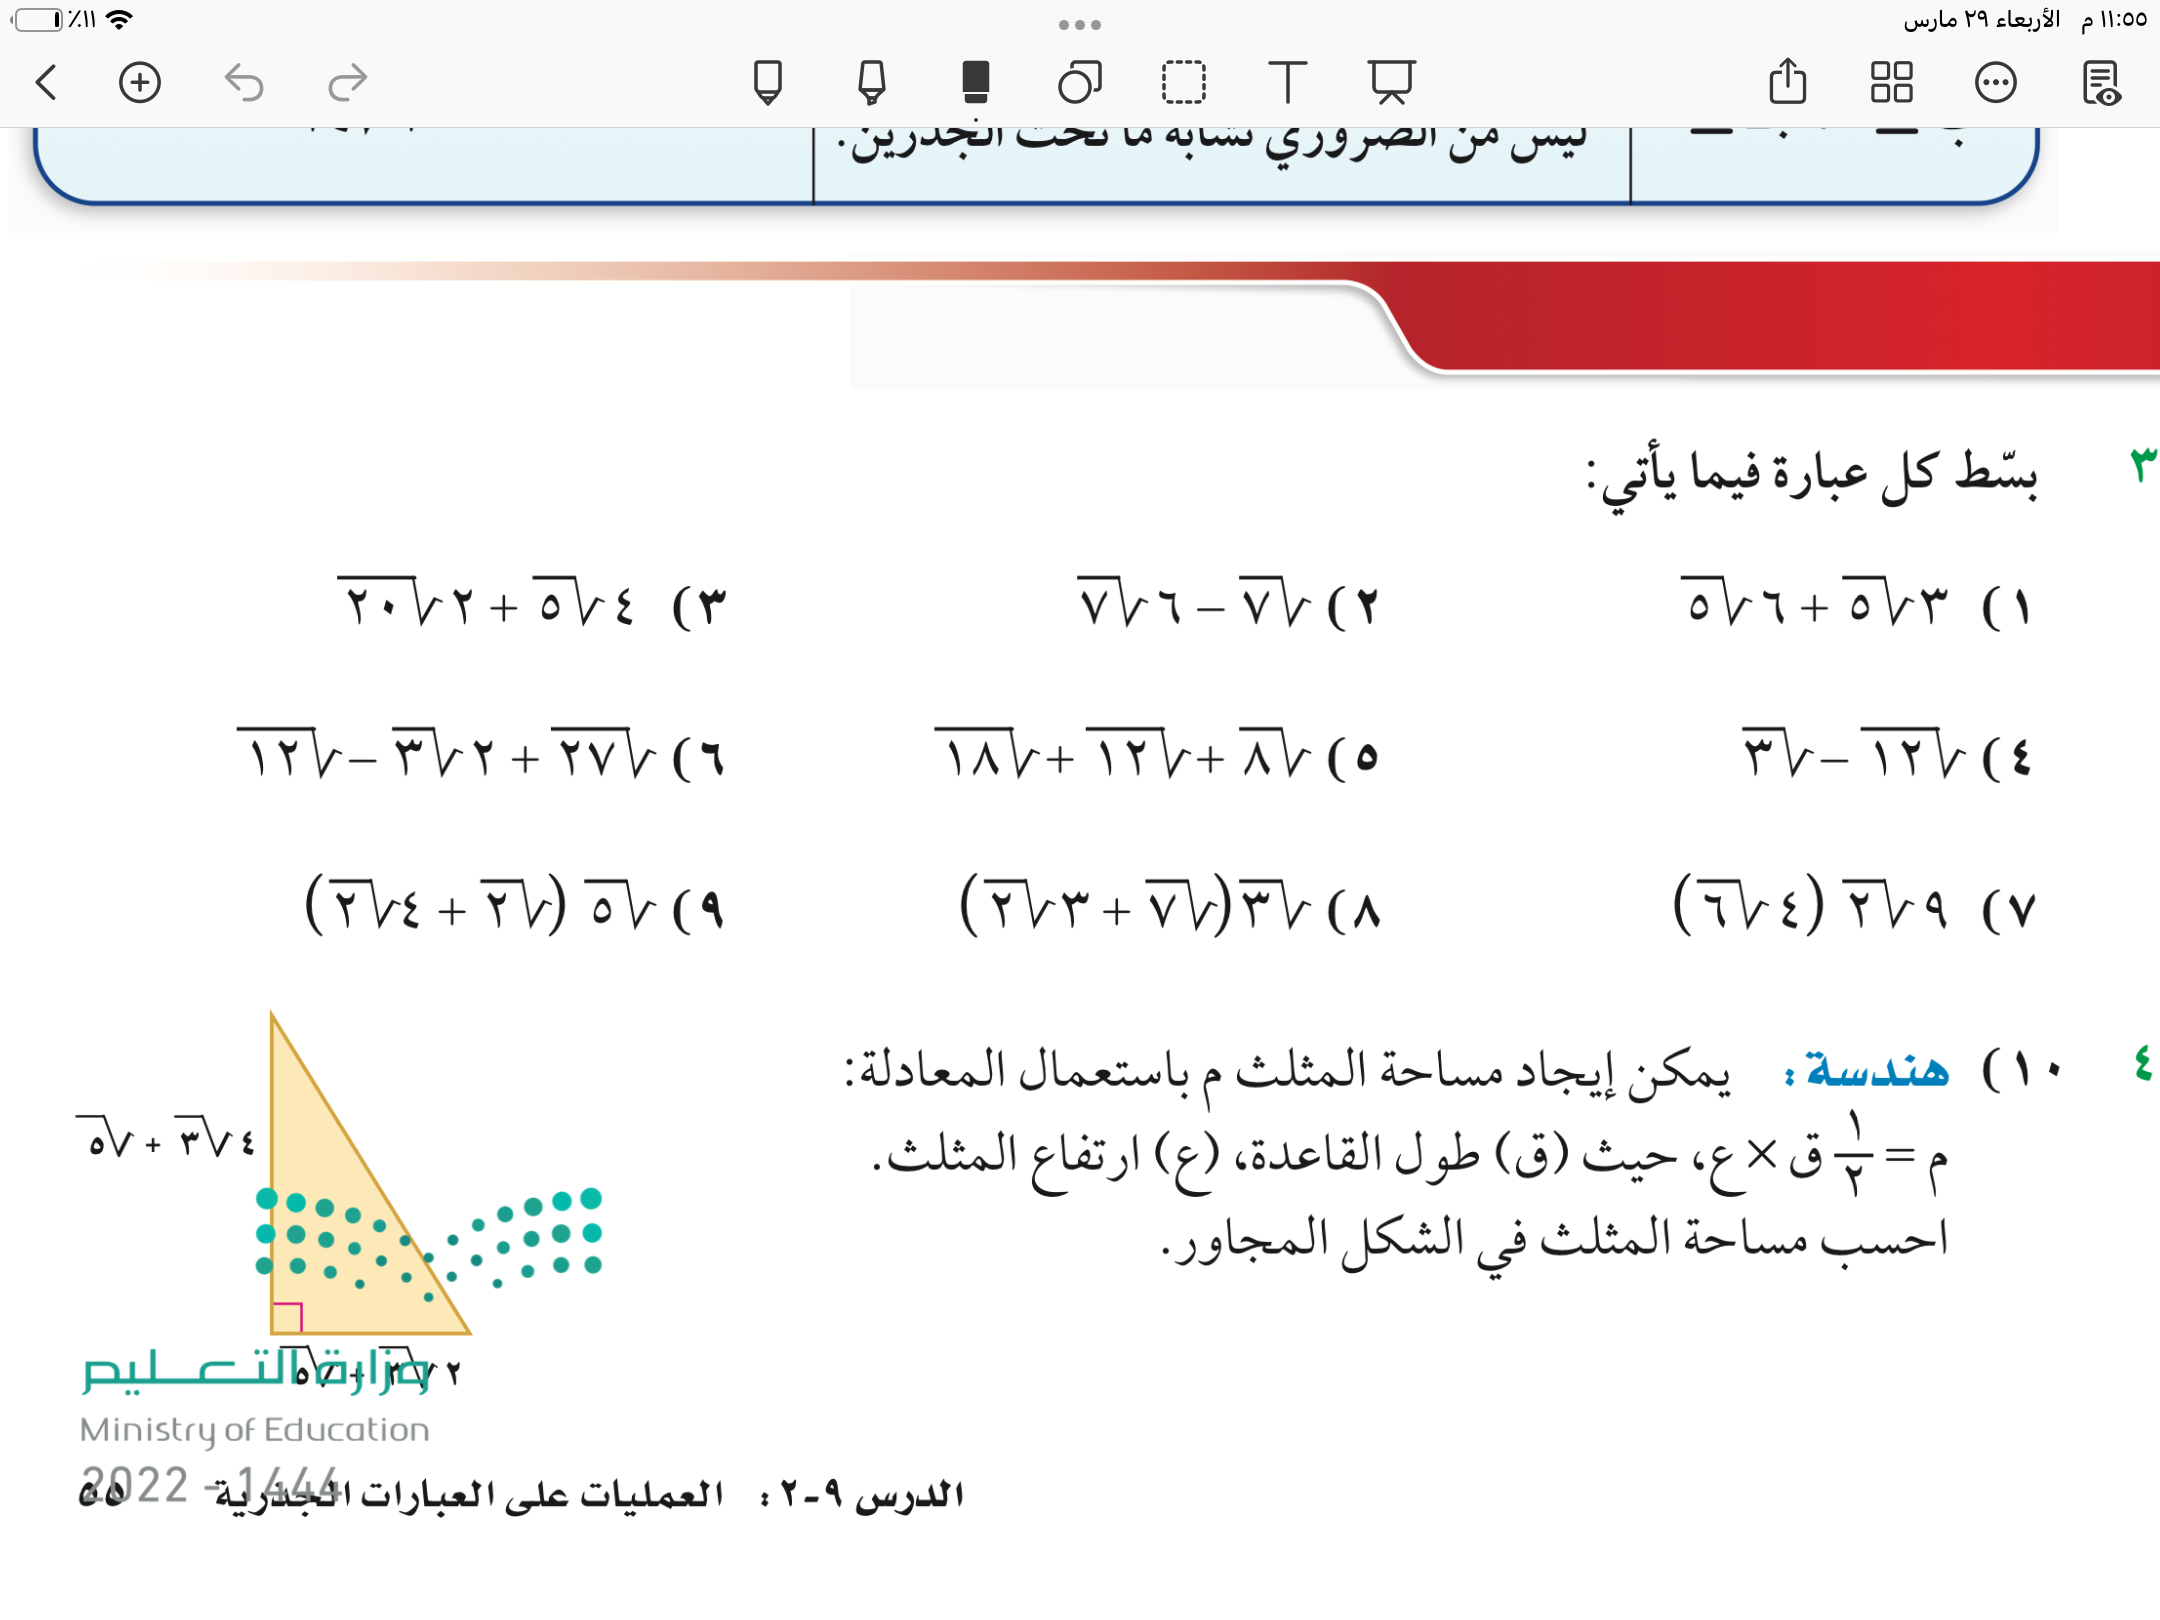 ١١:٥٥ م الأربعاء ٢٩ مارس ٪١١
ليس من الضروري تشابه ما تحت الجذرين.
٣ بسّط كل عبارة فيما يأتي:
١) ٣√٥ + ٦√٥ ٢) √٧ – ٦√٧ ٣) ٤√٥ + ٢√٢٠
٤) √١٢ – √٣ ٥) √٨ + √١٢ + √١٨ ٦) √٢٧ + ٢√٣ – √١٢
٧) ٩√٢ (٤√٦) ٨) √٣(√٧ + ٣√٢) ٩) √٥ (√٢ + ٤√٢)
٤ ١٠) هندسة: يمكن إيجاد مساحة المثلث م باستعمال المعادلة:
م = ١/٢ ق × ع، حيث (ق) طول القاعدة، (ع) ارتفاع المثلث.
احسب مساحة المثلث في الشكل المجاور.
٤√٣ + √٥
٢√٣ + √٥
وزارة التعليم
Ministry of Education
2022 - 1444
الدرس ٩-٢: العمليات على العبارات الجذرية ٥٥